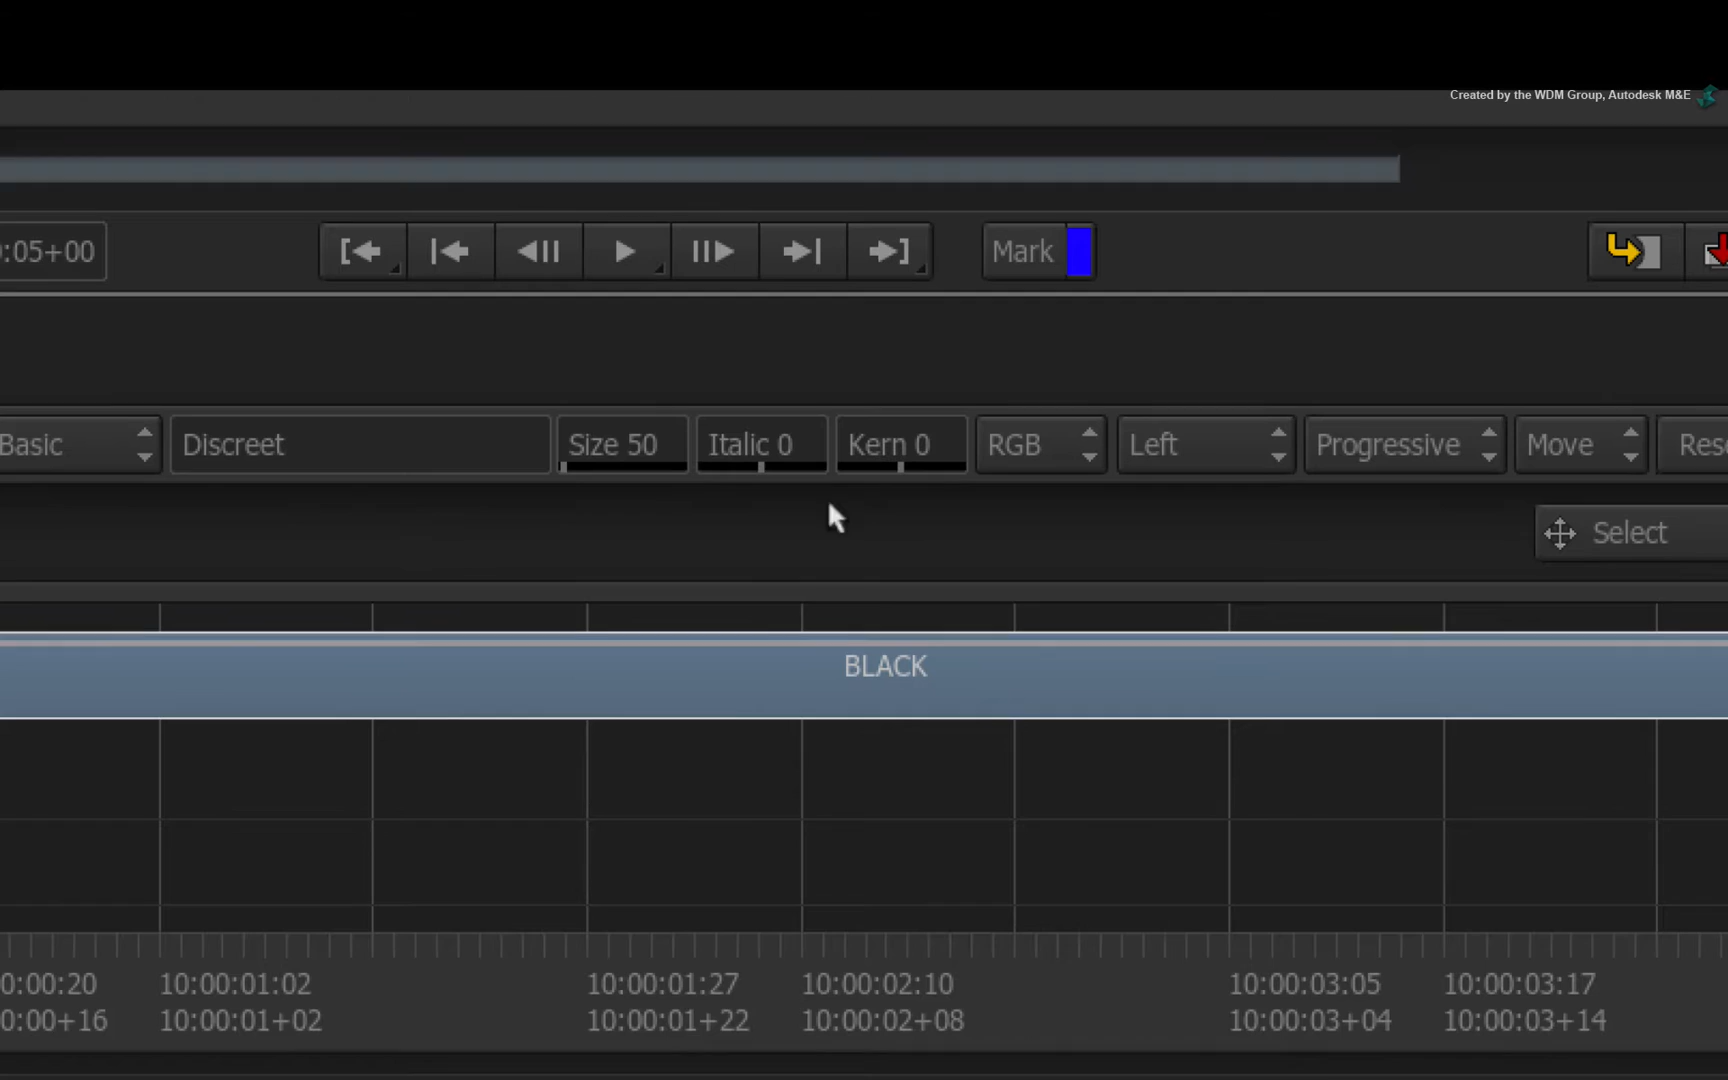 Created by the WDM Group, Autodesk M&E
:05+00
Mark
Basic
Discreet
Size 50
Italic 0
Kern 0
RGB
Left
Progressive
Move
Res
Select
BLACK
0:00:20 10:00:01:02 10:00:01:27 10:00:02:10 10:00:03:05 10:00:03:17
0:00+16 10:00:01+02 10:00:01+22 10:00:02+08 10:00:03+04 10:00:03+14